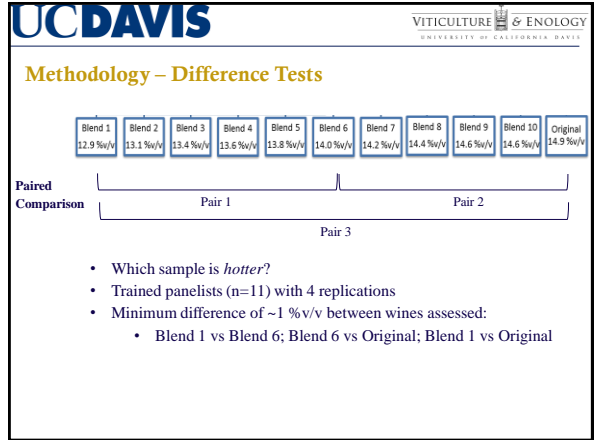 UCDAVIS
VITICULTURE & ENOLOGY
UNIVERSITY OF CALIFORNIA DAVIS
Methodology – Difference Tests
Blend 1 Blend 2 Blend 3 Blend 4 Blend 5 Blend 6 Blend 7 Blend 8 Blend 9 Blend 10 Original
12.9 %v/v 13.1 %v/v 13.4 %v/v 13.6 %v/v 13.8 %v/v 14.0 %v/v 14.2 %v/v 14.4 %v/v 14.6 %v/v 14.6 %v/v 14.9 %v/v
Paired
Comparison
Pair 1 Pair 2
Pair 3
• Which sample is hotter?
• Trained panelists (n=11) with 4 replications
• Minimum difference of ~1 %v/v between wines assessed:
• Blend 1 vs Blend 6; Blend 6 vs Original; Blend 1 vs Original